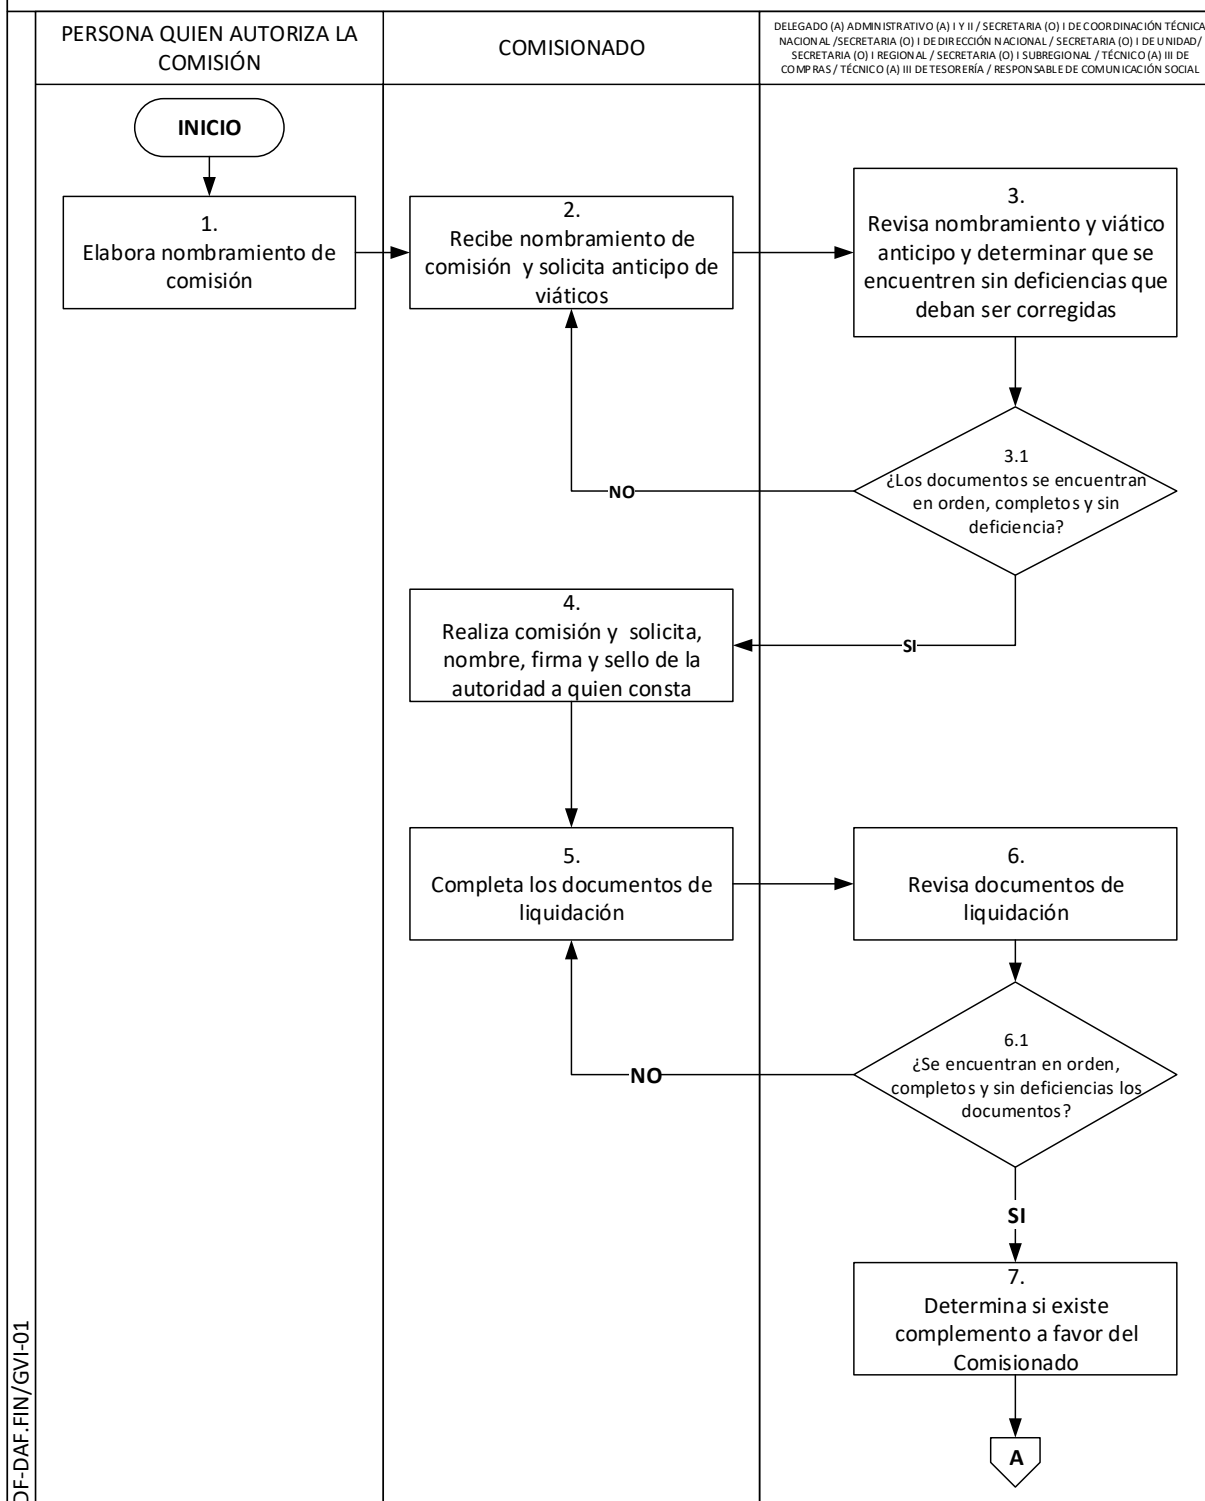 PERSONA QUIEN AUTORIZA LA
COMISIÓN
COMISIONADO
DELEGADO (A) ADMINISTRATIVO (A) I Y II / SECRETARIA (O) I DE COORDINACIÓN TÉCNICA
NACIONAL /SECRETARIA (O) I DE DIRECCIÓN NACIONAL / SECRETARIA (O) I DE UNIDAD/
SECRETARIA (O) I REGIONAL / SECRETARIA (O) I SUBREGIONAL / TÉCNICO (A) III DE
COMPRAS / TÉCNICO (A) III DE TESORERÍA / RESPONSABLE DE COMUNICACIÓN SOCIAL
INICIO
1.
Elabora nombramiento de
comisión
2.
Recibe nombramiento de
comisión y solicita anticipo de
viáticos
3.
Revisa nombramiento y viático
anticipo y determinar que se
encuentren sin deficiencias que
deban ser corregidas
3.1
¿Los documentos se encuentran
en orden, completos y sin
deficiencia?
NO
4.
Realiza comisión y solicita,
nombre, firma y sello de la
autoridad a quien consta
SI
5.
Completa los documentos de
liquidación
6.
Revisa documentos de
liquidación
6.1
¿Se encuentran en orden,
completos y sin deficiencias los
documentos?
NO
SI
7.
Determina si existe
complemento a favor del
Comisionado
A
DF-DAF.FIN/GVI-01